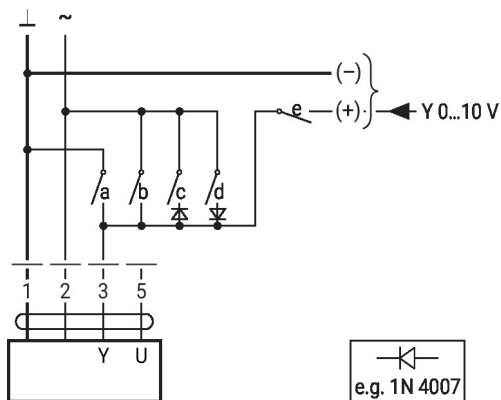 ⊥ ~
(–)
e (+) Y 0...10 V
a b c d
1 2 3 5
Y U
e.g. 1N 4007